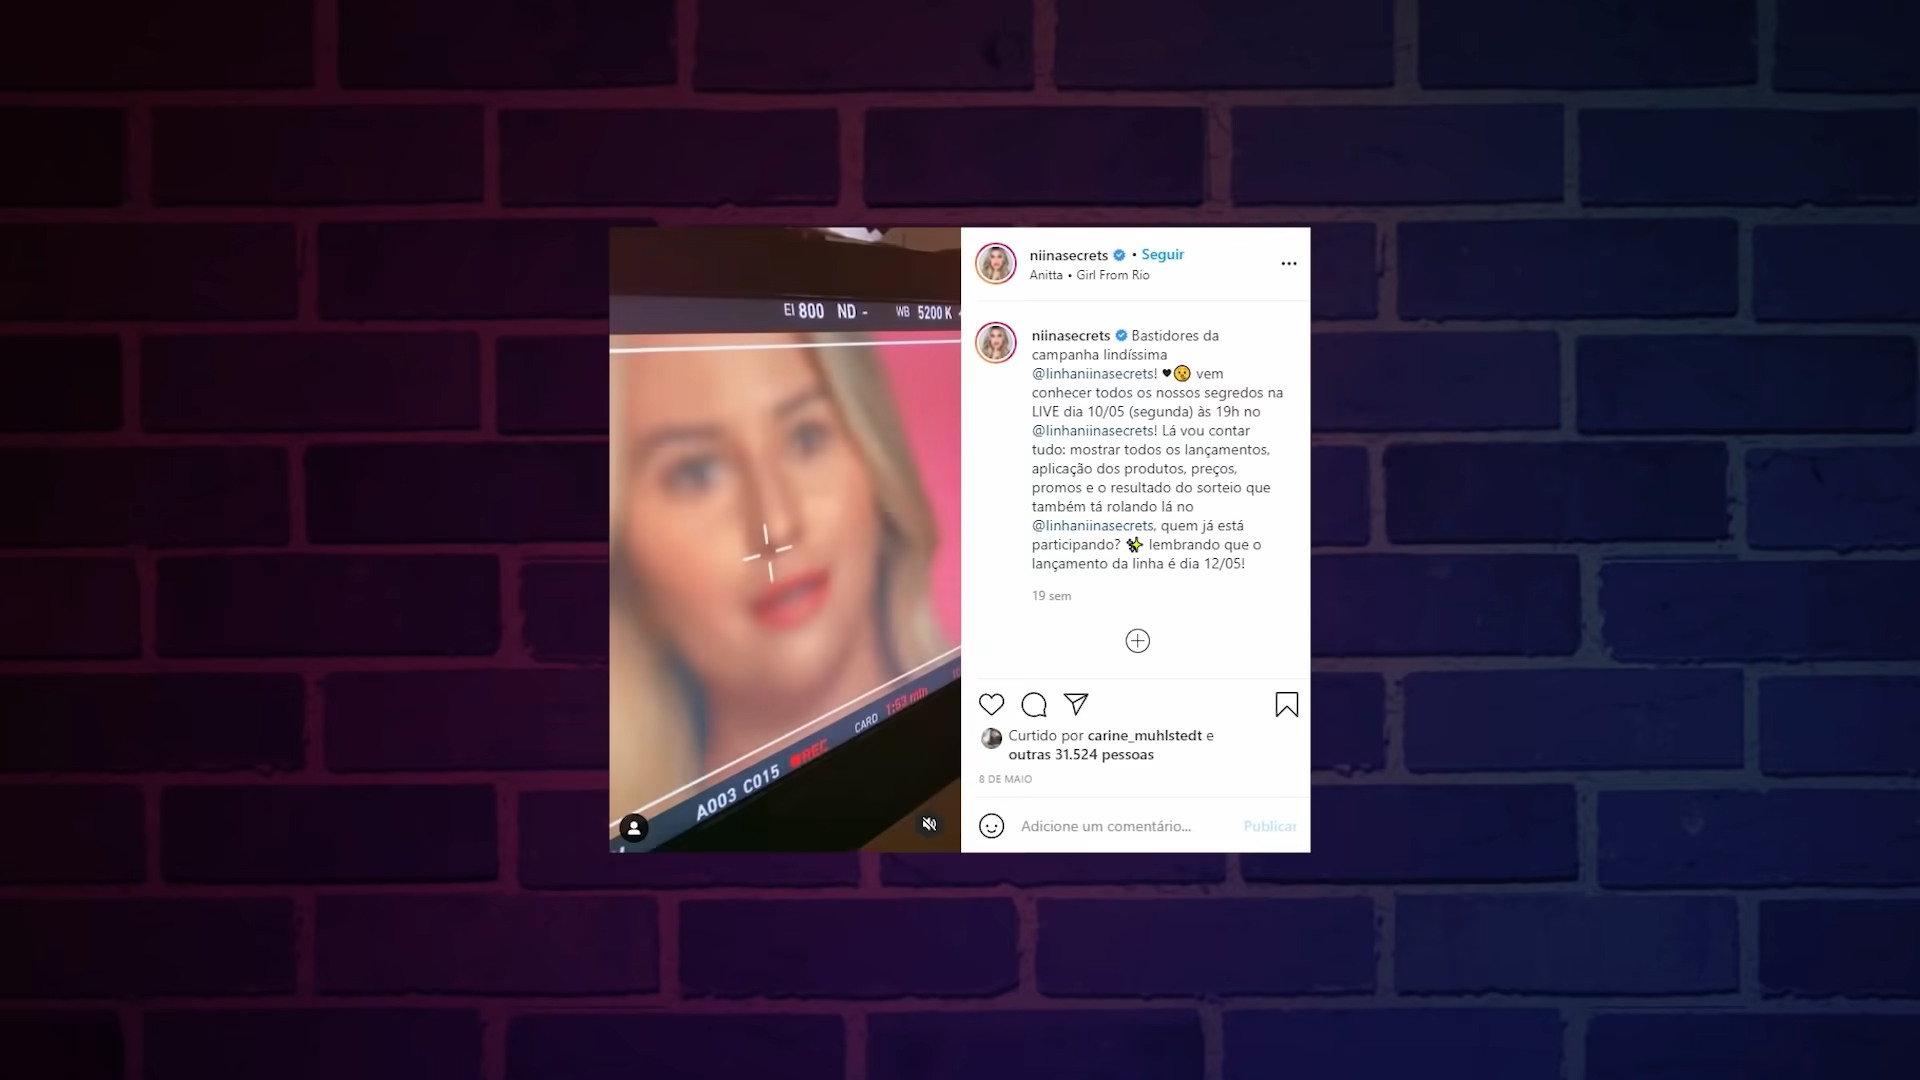 EI 800 ND - WB 5200 K
A003 C015 REC CARD 1:53 min
niinasecrets • Seguir
Anitta • Girl From Rio
niinasecrets Bastidores da
campanha lindíssima
@linhaniinasecrets! ♥🤫 vem
conhecer todos os nossos segredos na
LIVE dia 10/05 (segunda) às 19h no
@linhaniinasecrets! Lá vou contar
tudo: mostrar todos os lançamentos,
aplicação dos produtos, preços,
promos e o resultado do sorteio que
também tá rolando lá no
@linhaniinasecrets, quem já está
participando? ✨ lembrando que o
lançamento da linha é dia 12/05!
19 sem
Curtido por carine_muhlstedt e
outras 31.524 pessoas
8 DE MAIO
Adicione um comentário... Publicar